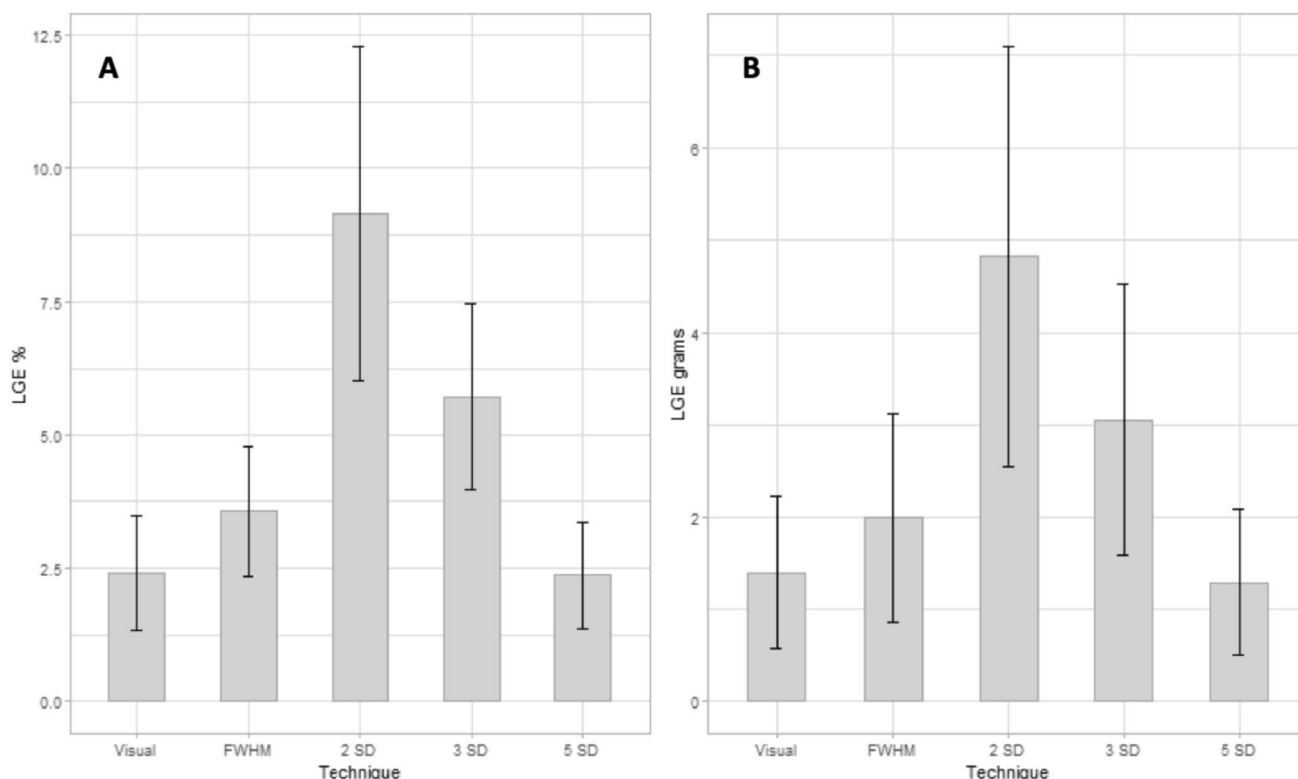 A
12.5
10.0
7.5
5.0
2.5
0.0
LGE %
Visual FWHM 2 SD 3 SD 5 SD
Technique
B
6
4
2
0
LGE grams
Visual FWHM 2 SD 3 SD 5 SD
Technique